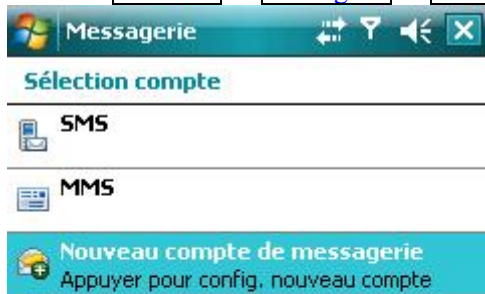 Messagerie
Sélection compte
SMS
MMS
Nouveau compte de messagerie
Appuyer pour config. nouveau compte